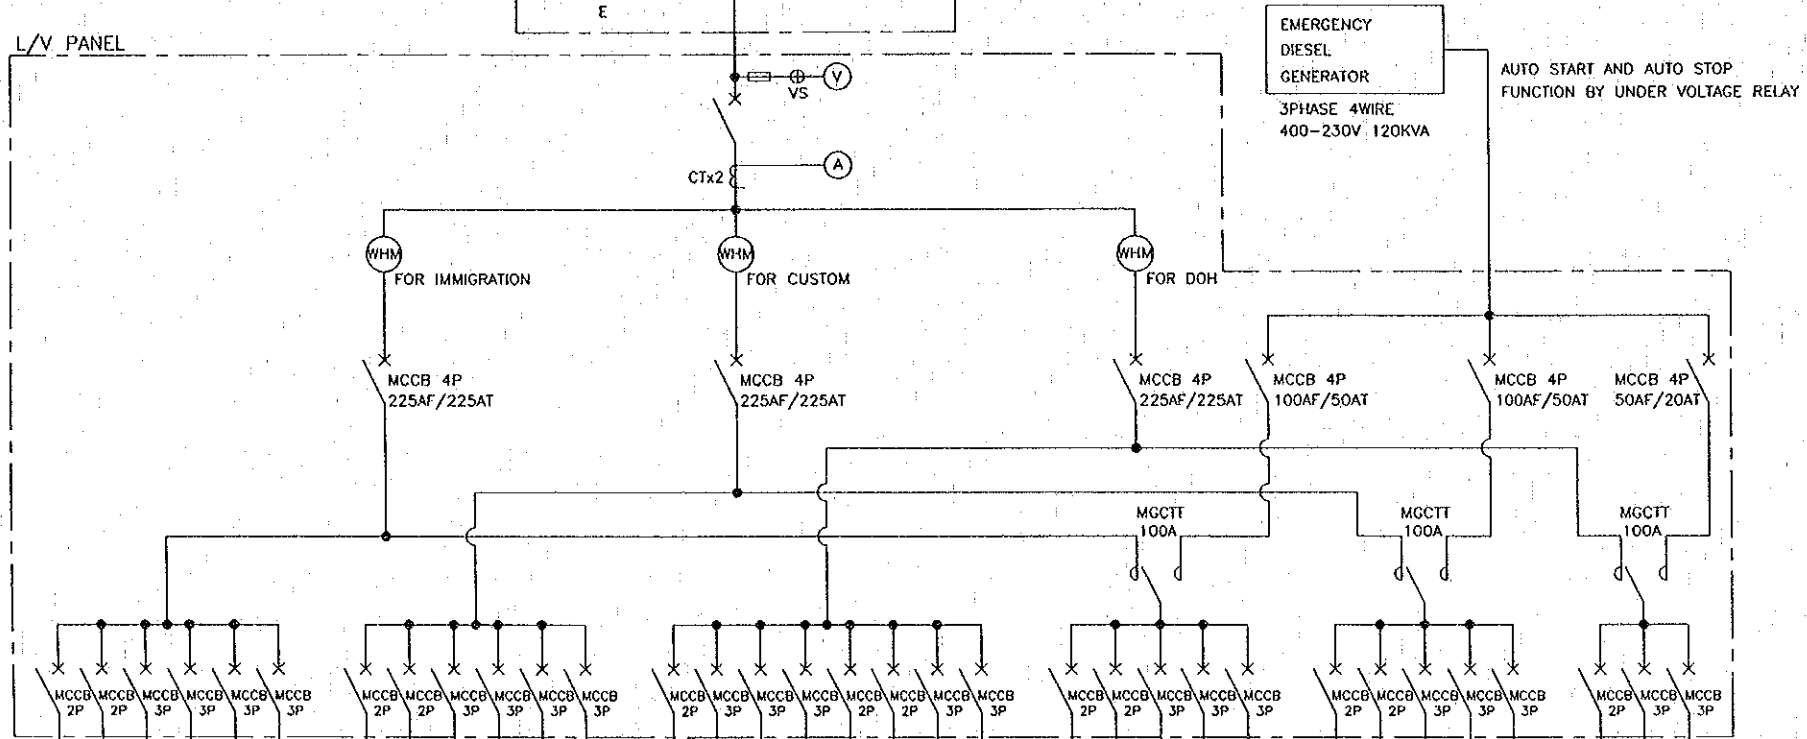 E
L/V PANEL
EMERGENCY
DIESEL
GENERATOR
3PHASE 4WIRE
400-230V 120KVA
AUTO START AND AUTO STOP
FUNCTION BY UNDER VOLTAGE RELAY
V
VS
A
CTx2
WHM
FOR IMMIGRATION
WHM
FOR CUSTOM
WHM
FOR DOH
MCCB 4P
225AF/225AT
MCCB 4P
225AF/225AT
MCCB 4P
225AF/225AT
MCCB 4P
100AF/50AT
MCCB 4P
100AF/50AT
MCCB 4P
50AF/20AT
MGCTT
100A
MGCTT
100A
MGCTT
100A
MCCB MCCB MCCB MCCB MCCB MCCB
2P 2P 3P 3P 3P 3P
MCCB MCCB MCCB MCCB MCCB MCCB
2P 2P 3P 3P 3P 3P
MCCB MCCB MCCB MCCB MCCB MCCB MCCB MCCB
2P 3P 3P 3P 2P 2P 3P 3P
MCCB MCCB MCCB MCCB MCCB
2P 2P 3P 3P 3P
MCCB MCCB MCCB MCCB MCCB
2P 2P 3P 3P 3P
MCCB MCCB MCCB
2P 3P 3P